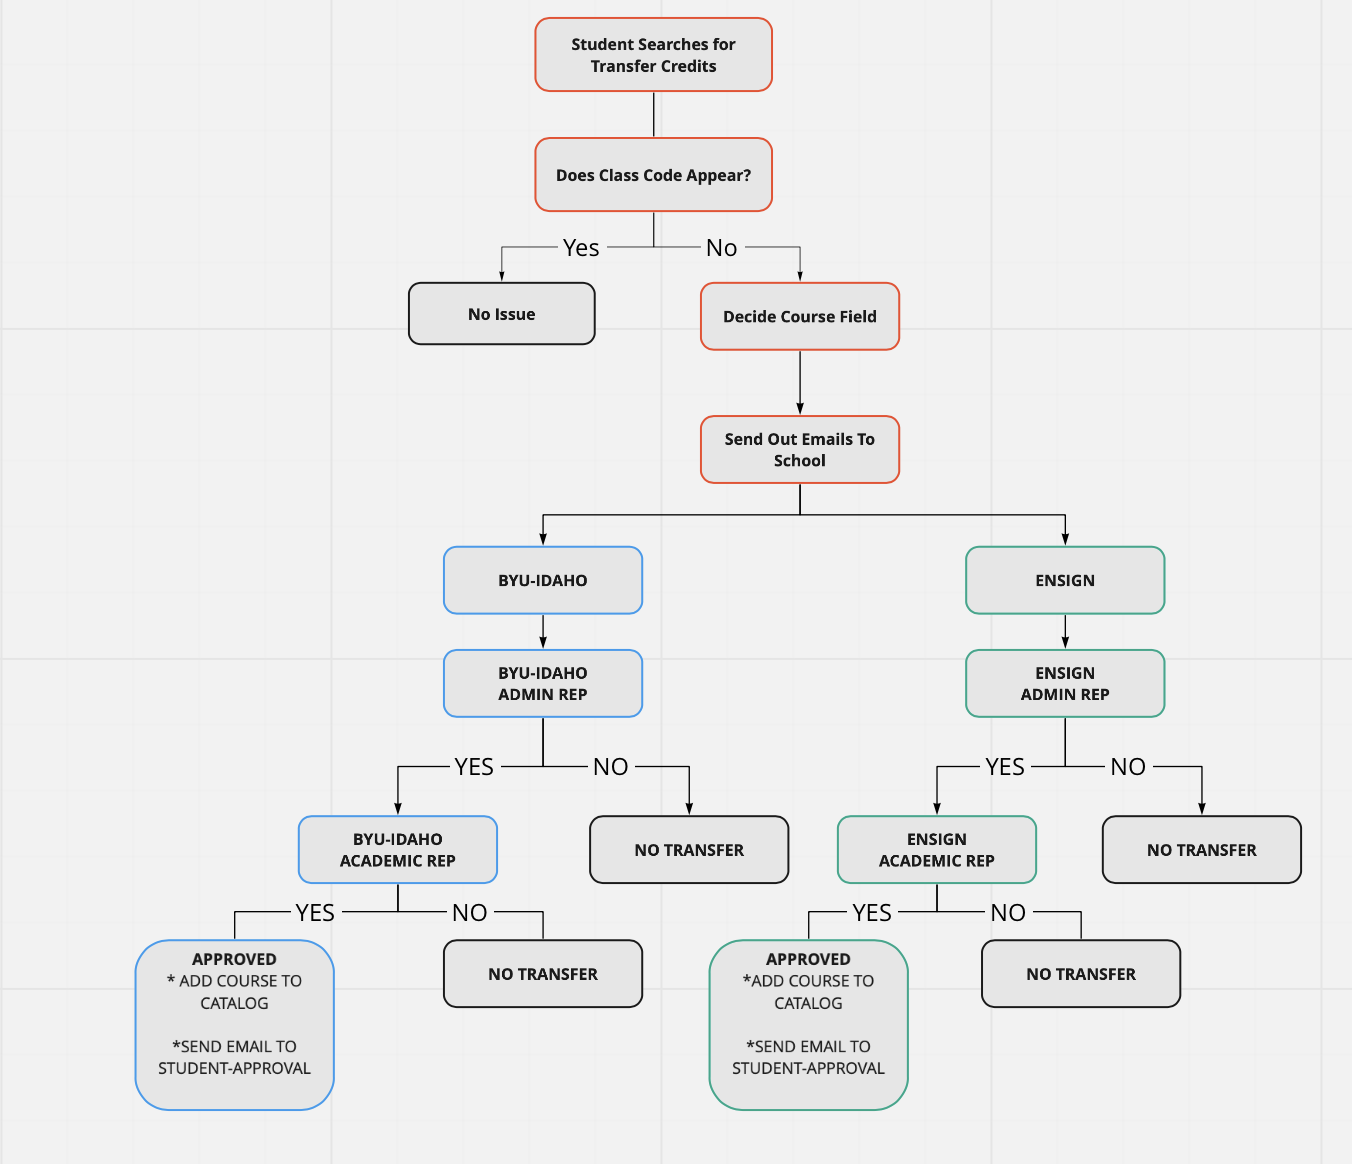 Student Searches for
Transfer Credits
Does Class Code Appear?
Yes
No
No Issue
Decide Course Field
Send Out Emails To
School
BYU-IDAHO
ENSIGN
BYU-IDAHO
ADMIN REP
ENSIGN
ADMIN REP
YES
NO
YES
NO
BYU-IDAHO
ACADEMIC REP
NO TRANSFER
ENSIGN
ACADEMIC REP
NO TRANSFER
YES
NO
YES
NO
APPROVED
* ADD COURSE TO
CATALOG
*SEND EMAIL TO
STUDENT-APPROVAL
NO TRANSFER
APPROVED
*ADD COURSE TO
CATALOG
*SEND EMAIL TO
STUDENT-APPROVAL
NO TRANSFER